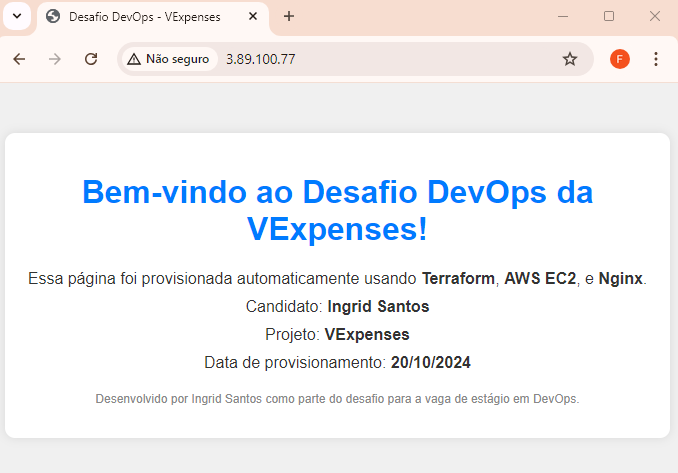 Desafio DevOps - VExpenses
Não seguro
3.89.100.77
F
Bem-vindo ao Desafio DevOps da
VExpenses!
Essa página foi provisionada automaticamente usando Terraform, AWS EC2, e Nginx.
Candidato: Ingrid Santos
Projeto: VExpenses
Data de provisionamento: 20/10/2024
Desenvolvido por Ingrid Santos como parte do desafio para a vaga de estágio em DevOps.